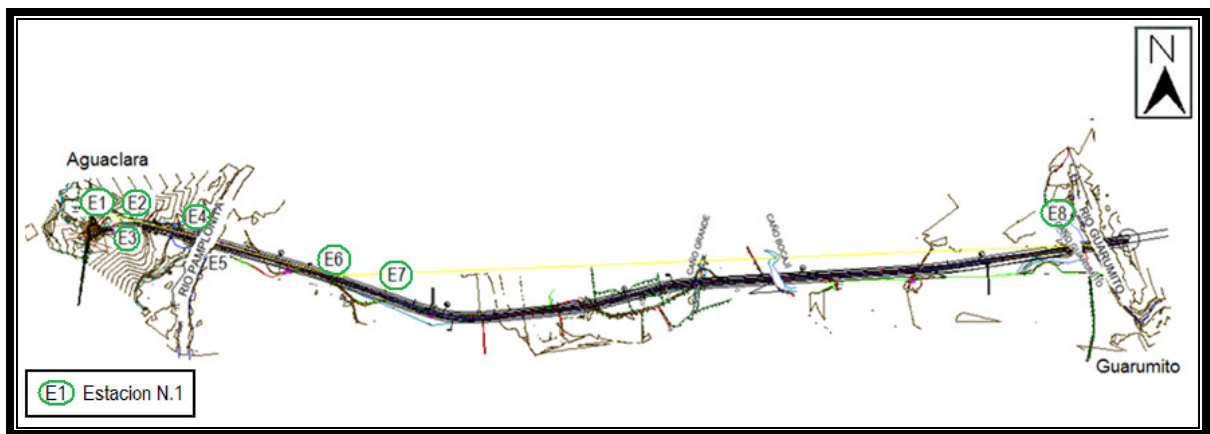 N
Aguaclara
E1
E2
E3
E4
RIO PAMPLONITA
E5
E6
E7
CAÑO GRANDE
CAÑO BOCAJÍ
E8
RIO GUARUMITO
Guarumito
E1 Estacion N.1